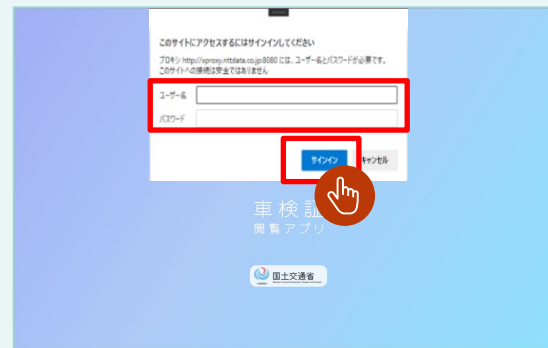 このサイトにアクセスするにはサインインしてください
プロキシ http://xproxy.nttdata.co.jp:8080 には、ユーザー名とパスワードが必要です。
このサイトへの接続は安全ではありません
ユーザー名
パスワード
サインイン
キャンセル
車検証
閲覧アプリ
国土交通省